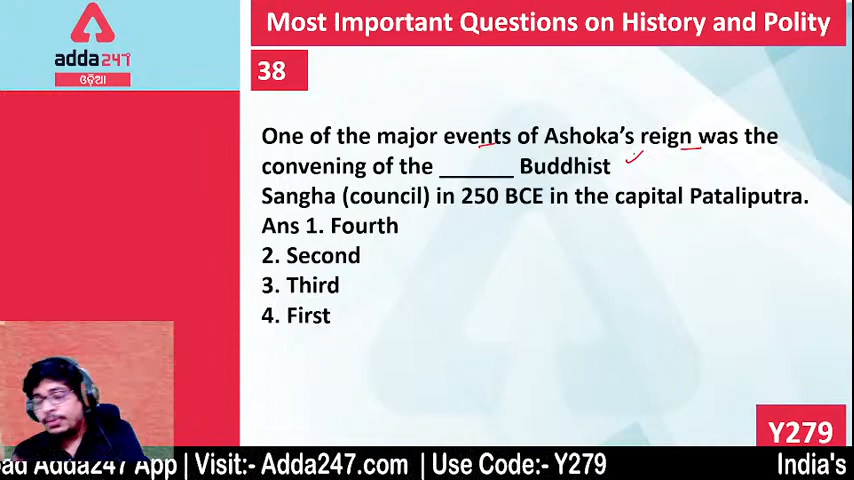 Most Important Questions on History and Polity
adda247
ଓଡ଼ିଆ
38
One of the major events of Ashoka's reign was the
convening of the ______ Buddhist
Sangha (council) in 250 BCE in the capital Pataliputra.
Ans 1. Fourth
2. Second
3. Third
4. First
Y279
Adda247 App | Visit:- Adda247.com | Use Code:- Y279
India's